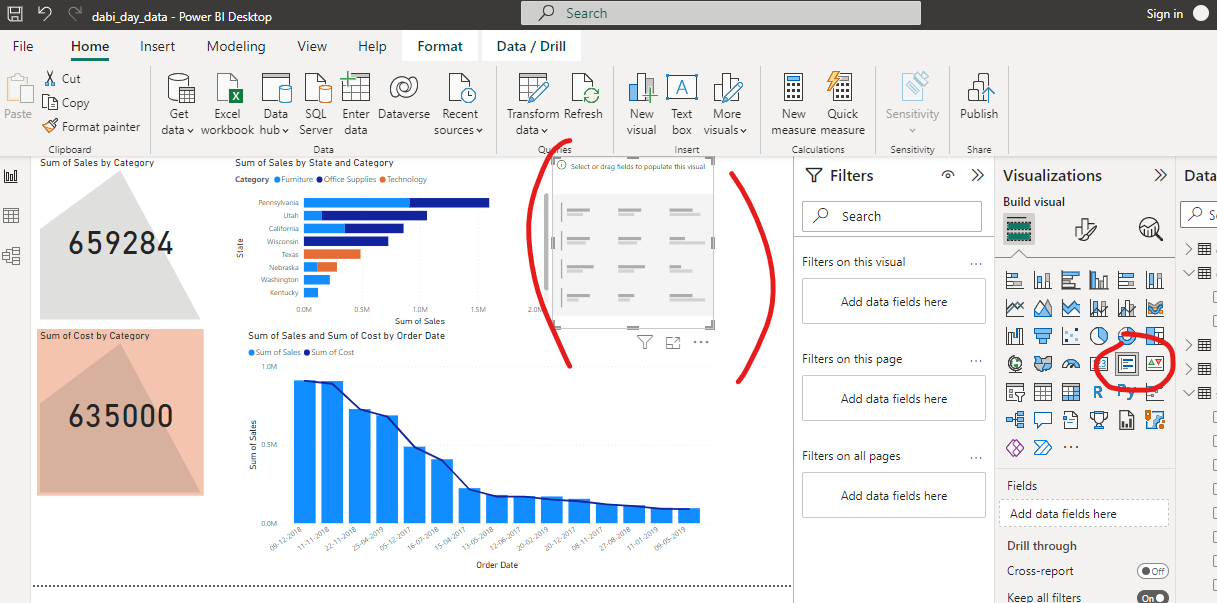 dabi_day_data - Power BI Desktop
Search
Sign in
File Home Insert Modeling View Help Format Data / Drill
Paste
Cut
Copy
Format painter
Get data
Excel workbook
Data hub
SQL Server
Enter data
Dataverse
Recent sources
Transform data
Refresh
New visual
Text box
More visuals
New measure
Quick measure
Sensitivity
Publish
Clipboard
Data
Queries
Insert
Calculations
Sensitivity
Share
Sum of Sales by Category
659284
Sum of Cost by Category
635000
Sum of Sales by State and Category
Category Furniture Office Supplies Technology
State
Pennsylvania
Utah
California
Wisconsin
Texas
Nebraska
Washington
Kentucky
0.0M 0.5M 1.0M 1.5M 2.0M
Sum of Sales
Select or drag fields to populate this visual
Sum of Sales and Sum of Cost by Order Date
Sum of Sales Sum of Cost
Sum of Sales
1.0M
0.5M
0.0M
09-12-2018
11-11-2018
22-11-2018
25-04-2019
05-12-2017
16-06-2017
15-04-2017
13-05-2018
12-06-2017
20-02-2019
20-12-2017
08-11-2017
27-08-2018
11-01-2019
09-05-2019
Order Date
Filters
Search
Filters on this visual ...
Add data fields here
Filters on this page ...
Add data fields here
Filters on all pages ...
Add data fields here
Visualizations
Build visual
R Py
...
Fields
Add data fields here
Drill through
Cross-report Off
Keep all filters On
Data